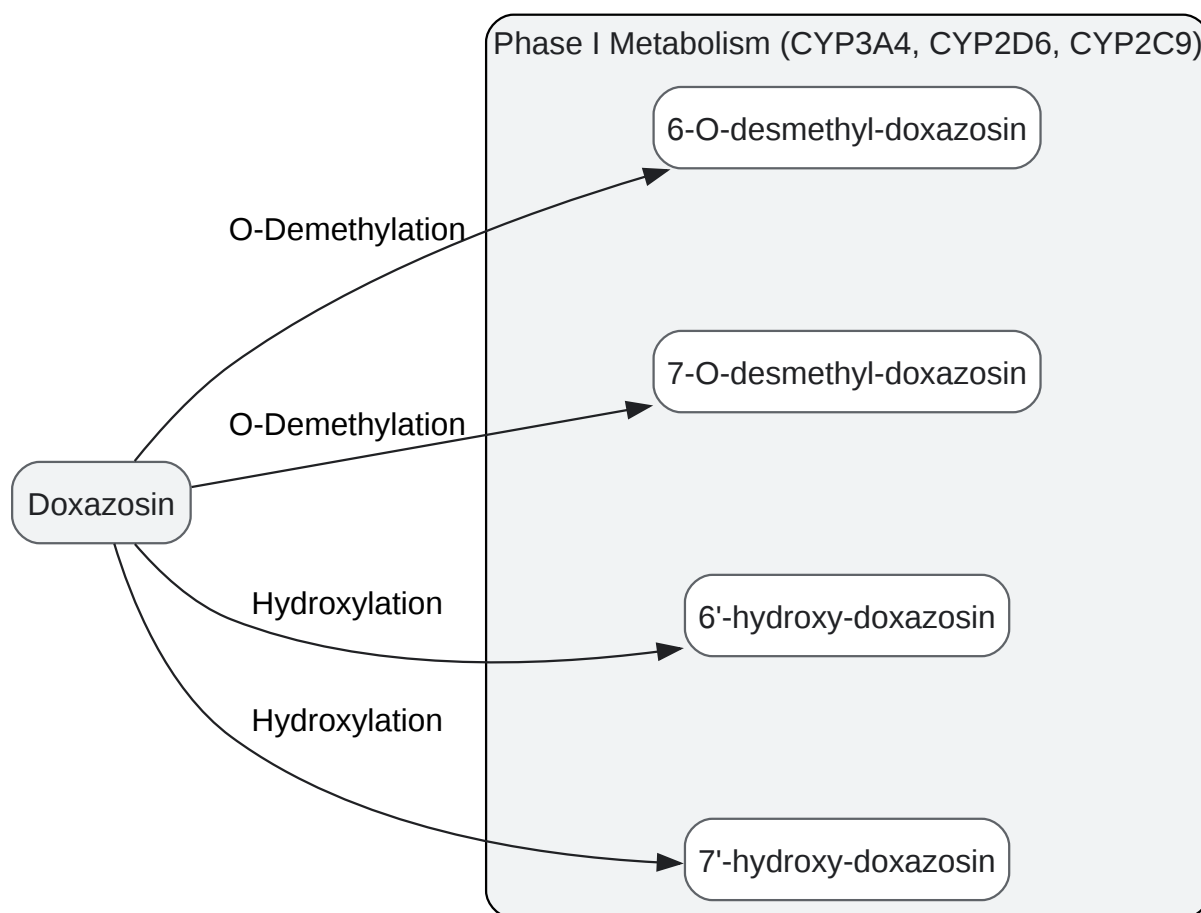 Phase I Metabolism (CYP3A4, CYP2D6, CYP2C9)
6-O-desmethyl-doxazosin
O-Demethylation
7-O-desmethyl-doxazosin
O-Demethylation
Doxazosin
Hydroxylation
6'-hydroxy-doxazosin
Hydroxylation
7'-hydroxy-doxazosin